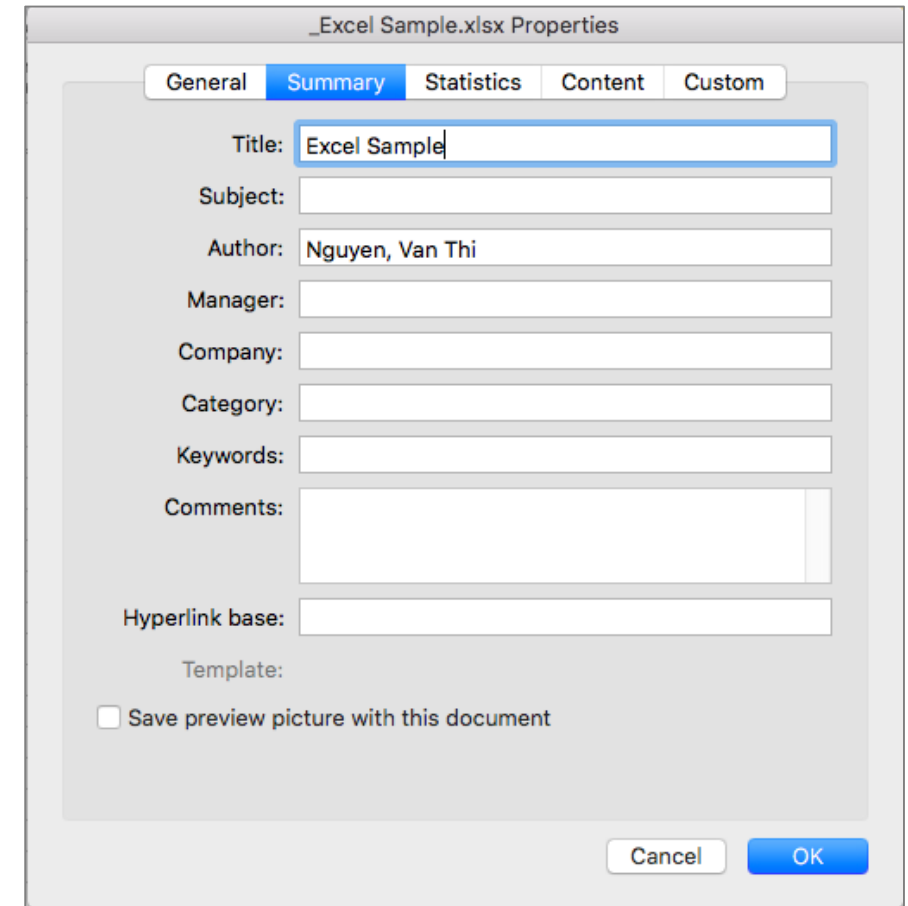 _Excel Sample.xlsx Properties
General Summary Statistics Content Custom
Title: Excel Sample
Subject:
Author: Nguyen, Van Thi
Manager:
Company:
Category:
Keywords:
Comments:
Hyperlink base:
Template:
Save preview picture with this document
Cancel OK